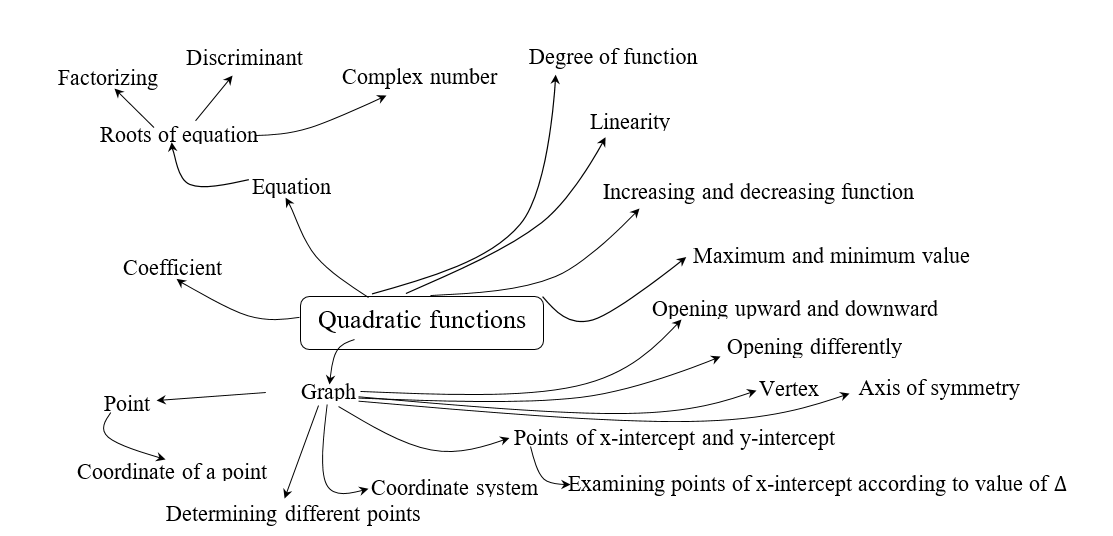 Discriminant
Degree of function
Factorizing
Complex number
Linearity
Roots of equation
Equation
Increasing and decreasing function
Maximum and minimum value
Coefficient
Opening upward and downward
Quadratic functions
Opening differently
Graph
Vertex
Axis of symmetry
Point
Points of x-intercept and y-intercept
Coordinate of a point
Coordinate system
Examining points of x-intercept according to value of Δ
Determining different points